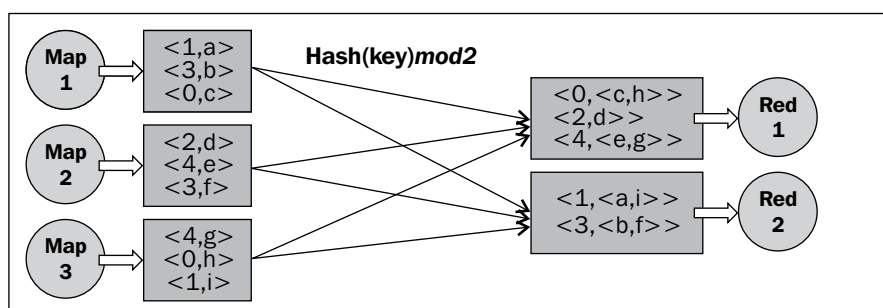 Map
1
<1,a>
<3,b>
<0,c>
Hash(key)mod2
Map
2
<2,d>
<4,e>
<3,f>
Map
3
<4,g>
<0,h>
<1,i>
<0,<c,h>>
<2,d>>
<4,<e,g>>
Red
1
<1,<a,i>>
<3,<b,f>>
Red
2